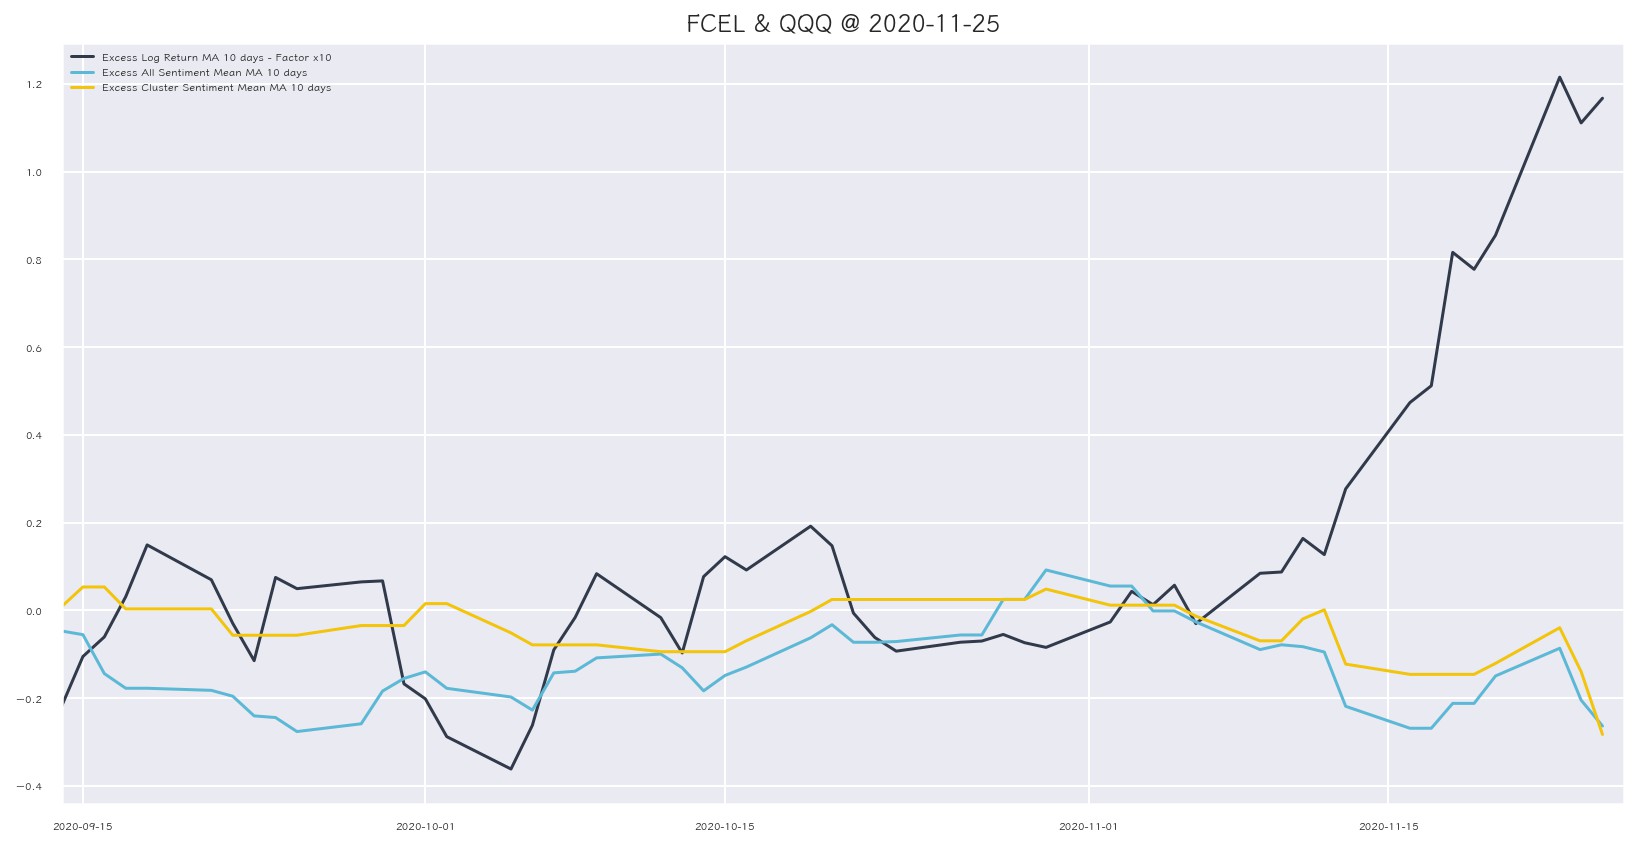 FCEL & QQQ @ 2020-11-25
Excess Log Return MA 10 days - Factor x10
Excess All Sentiment Mean MA 10 days
Excess Cluster Sentiment Mean MA 10 days
1.2
1.0
0.8
0.6
0.4
0.2
0.0
−0.2
−0.4
2020-09-15 2020-10-01 2020-10-15 2020-11-01 2020-11-15